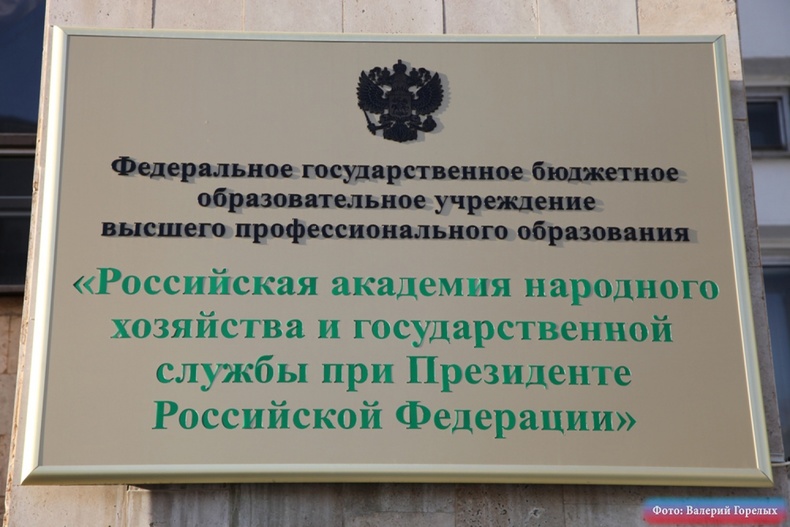 Федеральное государственное бюджетное
образовательное учреждение
высшего профессионального образования
«Российская академия народного
хозяйства и государственной
службы при Президенте
Российской Федерации»
Фото: Валерий Горелых